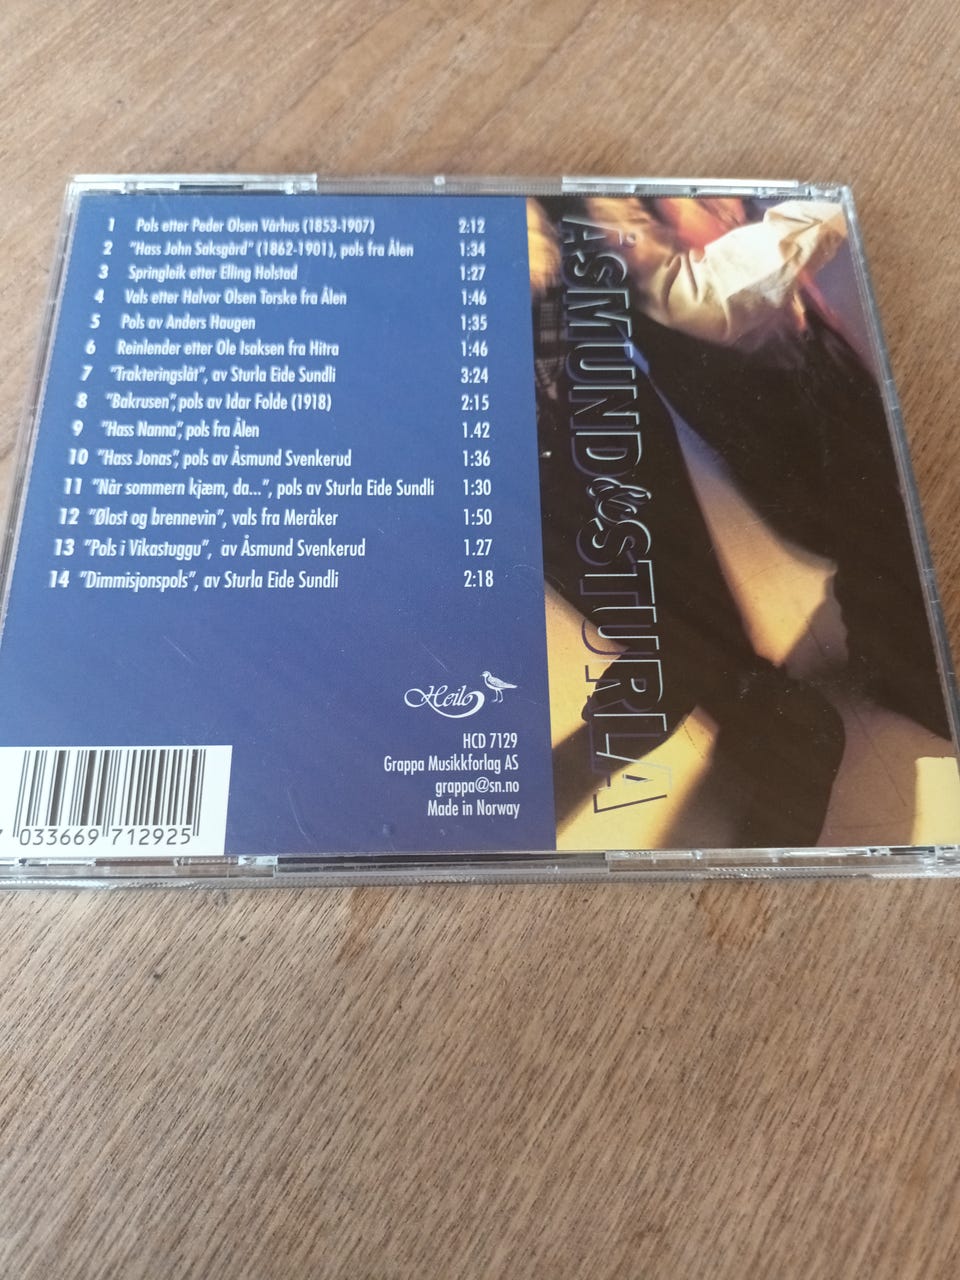 1 Pols etter Peder Olsen Vårhus (1853-1907) 2:12
2 "Hass John Saksgård" (1862-1901), pols fra Ålen 1:34
3 Springleik etter Elling Holstad 1:27
4 Vals etter Halvor Olsen Torske fra Ålen 1:46
5 Pols av Anders Haugen 1:35
6 Reinlender etter Ole Isaksen fra Hitra 1:46
7 "Trakteringslåt", av Sturla Eide Sundli 3:24
8 "Bakrusen", pols av Idar Folde (1918) 2:15
9 "Hass Nanna", pols fra Ålen 1.42
10 "Hass Jonas", pols av Åsmund Svenkerud 1:36
11 "Når sommern kjæm, da...", pols av Sturla Eide Sundli 1:30
12 "Ølost og brennevin", vals fra Meråker 1:50
13 "Pols i Vikastuggu", av Åsmund Svenkerud 1.27
14 "Dimmisjonspols", av Sturla Eide Sundli 2:18
Heilo
HCD 7129
Grappa Musikkforlag AS
grappa@sn.no
Made in Norway
7 033669 712925
ÅSMUND & STURLA